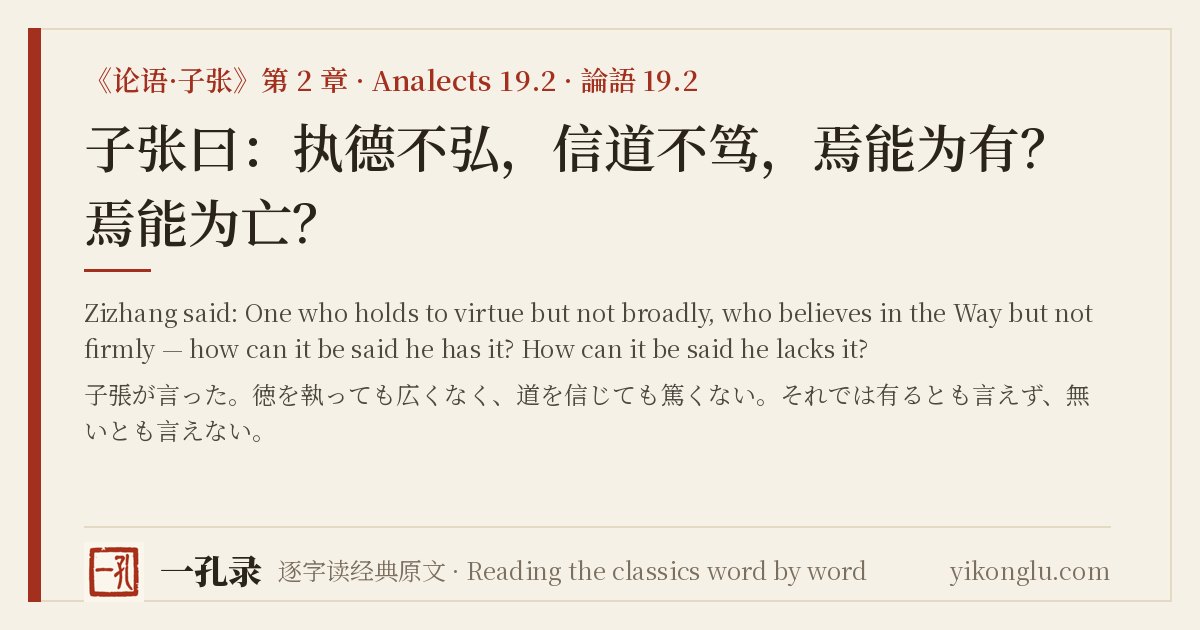 《论语·子张》第 2 章 · Analects 19.2 · 論語 19.2
子张曰：执德不弘，信道不笃，焉能为有？
焉能为亡？
Zizhang said: One who holds to virtue but not broadly, who believes in the Way but not
firmly — how can it be said he has it? How can it be said he lacks it?
子張が言った。徳を執っても広くなく、道を信じても篤くない。それでは有るとも言えず、無
いとも言えない。
一孔 一孔录 逐字读经典原文 · Reading the classics word by word yikonglu.com